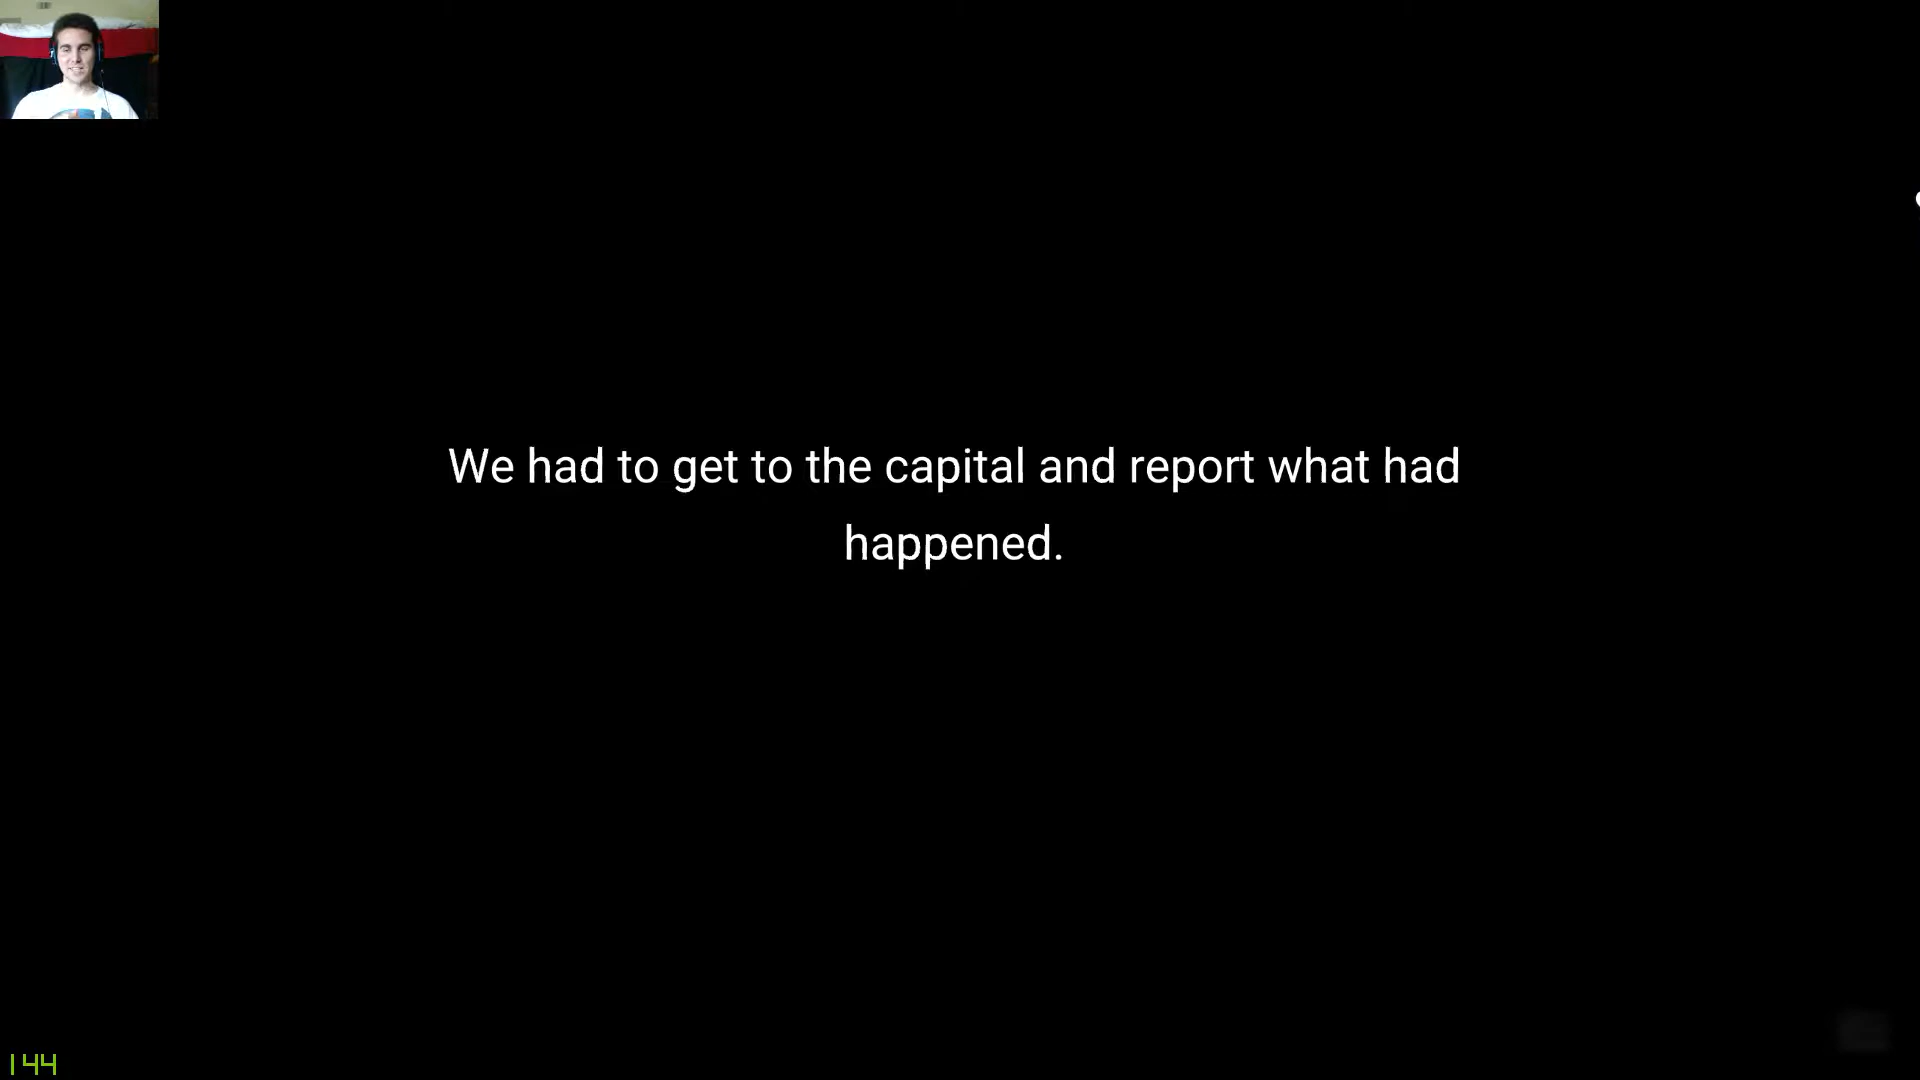 We had to get to the capital and report what had
happened.
144